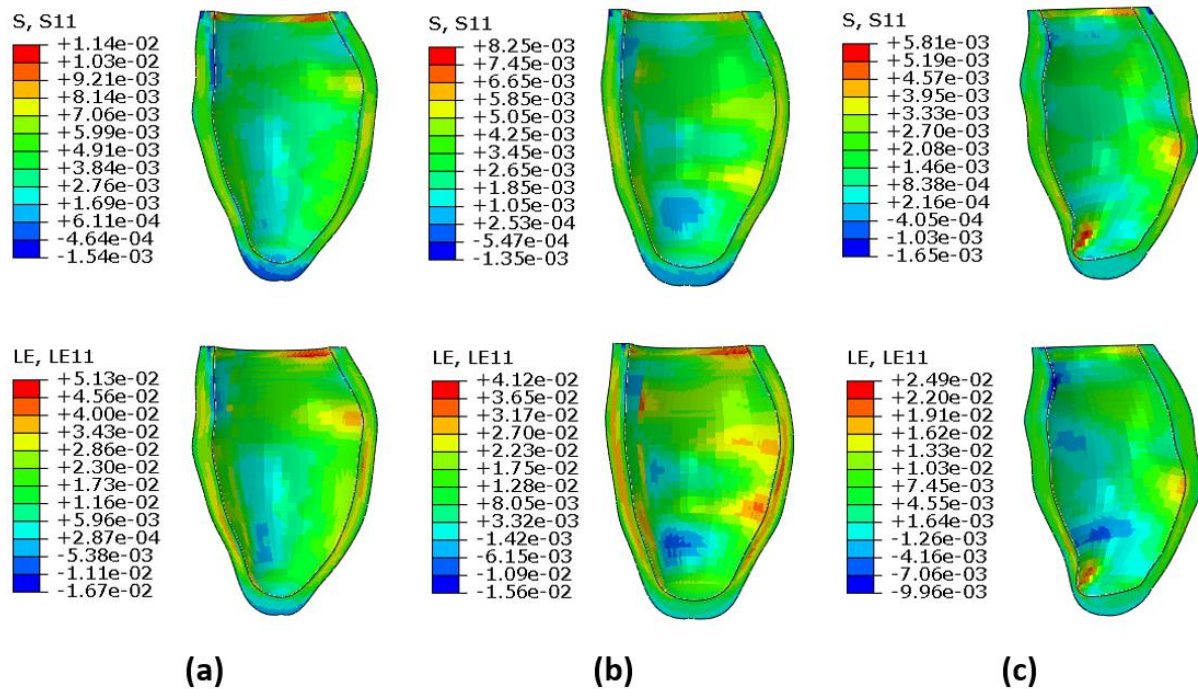 S, S11
+1.14e-02
+1.03e-02
+9.21e-03
+8.14e-03
+7.06e-03
+5.99e-03
+4.91e-03
+3.84e-03
+2.76e-03
+1.69e-03
+6.11e-04
-4.64e-04
-1.54e-03
S, S11
+8.25e-03
+7.45e-03
+6.65e-03
+5.85e-03
+5.05e-03
+4.25e-03
+3.45e-03
+2.65e-03
+1.85e-03
+1.05e-03
+2.53e-04
-5.47e-04
-1.35e-03
S, S11
+5.81e-03
+5.19e-03
+4.57e-03
+3.95e-03
+3.33e-03
+2.70e-03
+2.08e-03
+1.46e-03
+8.38e-04
+2.16e-04
-4.05e-04
-1.03e-03
-1.65e-03
LE, LE11
+5.13e-02
+4.56e-02
+4.00e-02
+3.43e-02
+2.86e-02
+2.30e-02
+1.73e-02
+1.16e-02
+5.96e-03
+2.87e-04
-5.38e-03
-1.11e-02
-1.67e-02
LE, LE11
+4.12e-02
+3.65e-02
+3.17e-02
+2.70e-02
+2.23e-02
+1.75e-02
+1.28e-02
+8.05e-03
+3.32e-03
-1.42e-03
-6.15e-03
-1.09e-02
-1.56e-02
LE, LE11
+2.49e-02
+2.20e-02
+1.91e-02
+1.62e-02
+1.33e-02
+1.03e-02
+7.45e-03
+4.55e-03
+1.64e-03
-1.26e-03
-4.16e-03
-7.06e-03
-9.96e-03
(a)
(b)
(c)